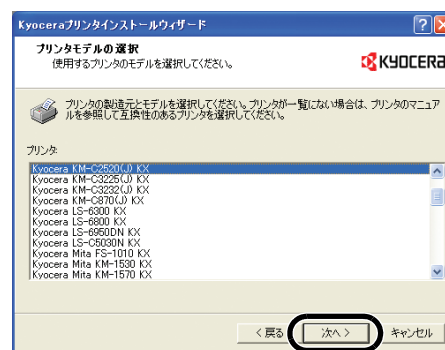 Kyoceraプリンタインストールウィザード
プリンタモデルの選択
使用するプリンタのモデルを選択してください。
KYOCERA
プリンタの製造元とモデルを選択してください。プリンタが一覧にない場合は、プリンタのマニュア
ルを参照して互換性のあるプリンタを選択してください。
プリンタ:
Kyocera KM-C2520(J) KX
Kyocera KM-C3225(J) KX
Kyocera KM-C3232(J) KX
Kyocera KM-C870(J) KX
Kyocera LS-6300 KX
Kyocera LS-6800 KX
Kyocera LS-6950DN KX
Kyocera LS-C5030N KX
Kyocera Mita FS-1010 KX
Kyocera Mita KM-1530 KX
Kyocera Mita KM-1570 KX
< 戻る 次へ > キャンセル